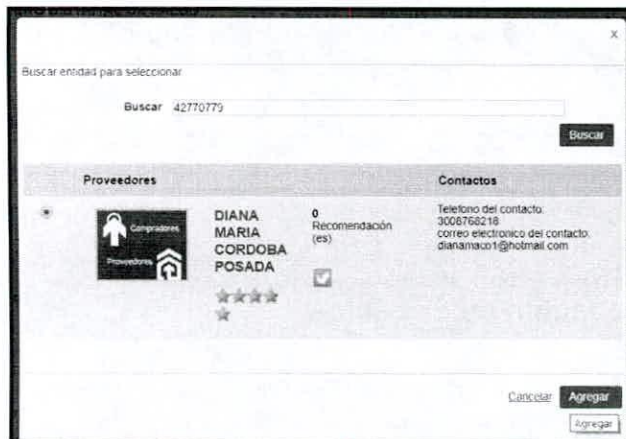 x
Buscar entidad para seleccionar
Buscar 42770779
Buscar
Proveedores Contactos
Compradores
Proveedores
DIANA
MARIA
CORDOBA
POSADA
0
Recomendación
(es)
Telefono del contacto:
3008768218
correo electronico del contacto:
dianamaco1@hotmail.com
Cancelar Agregar
Agregar